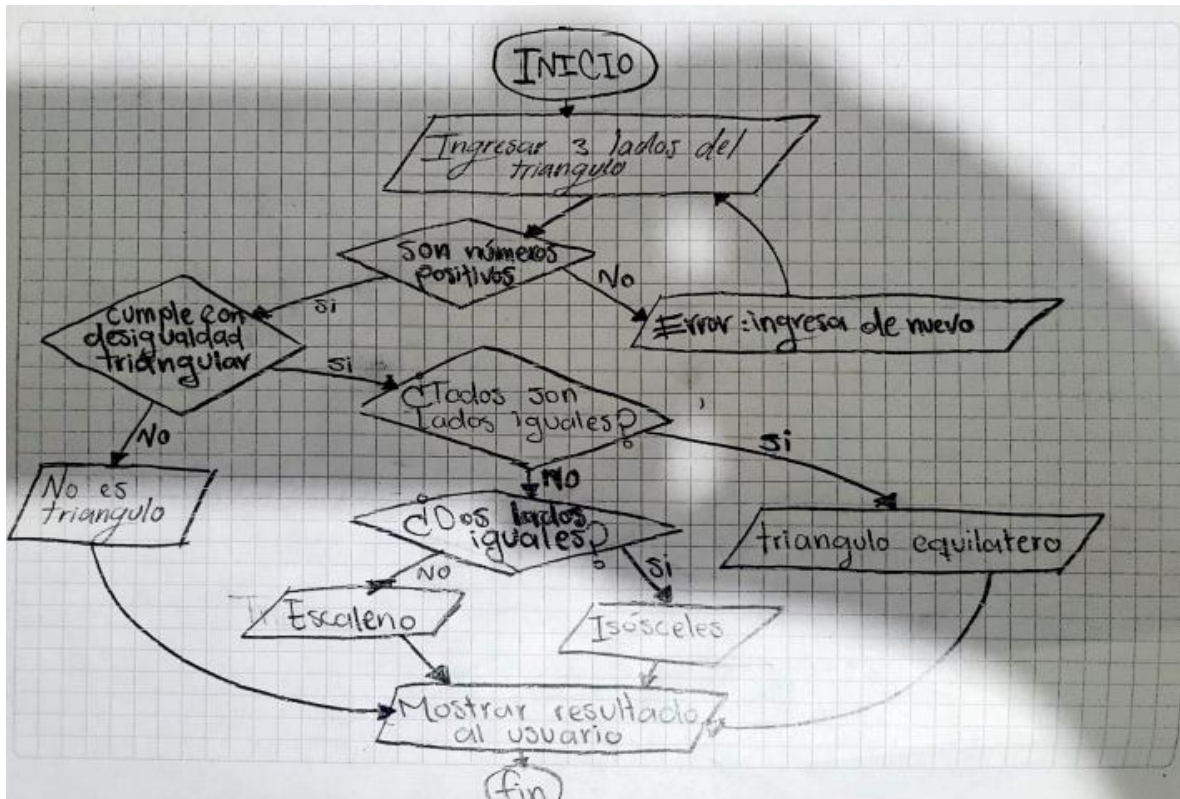 INICIO
Ingresar 3 lados del
triangulo
son números
positivos
No
si
Error: ingresa de nuevo
cumple con
desigualdad
triángular
si
No
¿Todos son
lados iguales?
si
No
No es
triangulo
¿Dos lados
iguales?
No
si
triangulo equilatero
Escaleno
Isósceles
Mostrar resultado
al usuario
fin